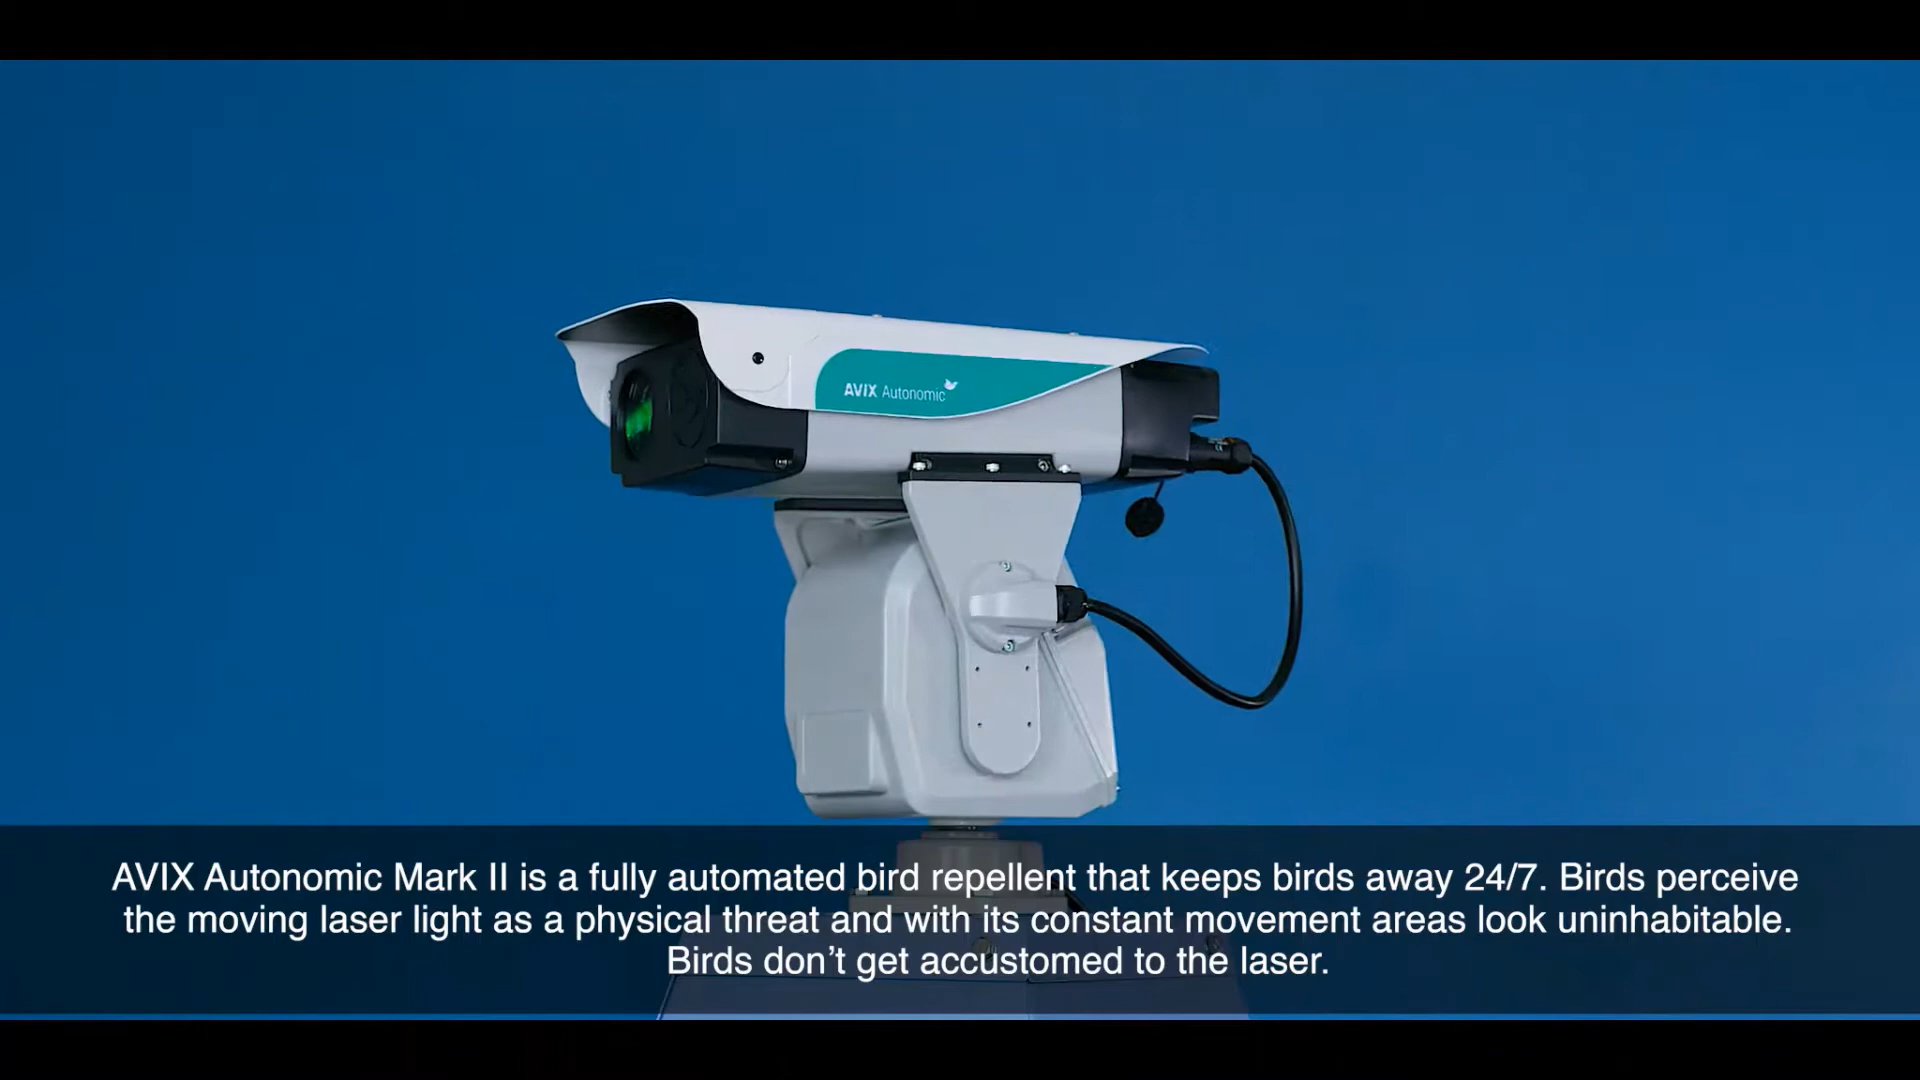 AVIX Autonomic
AVIX Autonomic Mark II is a fully automated bird repellent that keeps birds away 24/7. Birds perceive
the moving laser light as a physical threat and with its constant movement areas look uninhabitable.
Birds don’t get accustomed to the laser.